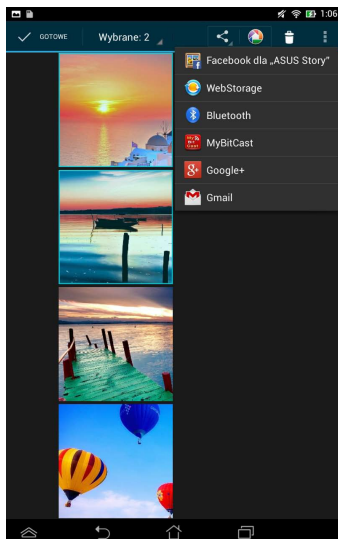 1:06
GOTOWE
Wybrane: 2
Facebook dla „ASUS Story”
WebStorage
Bluetooth
MyBitCast
Google+
Gmail